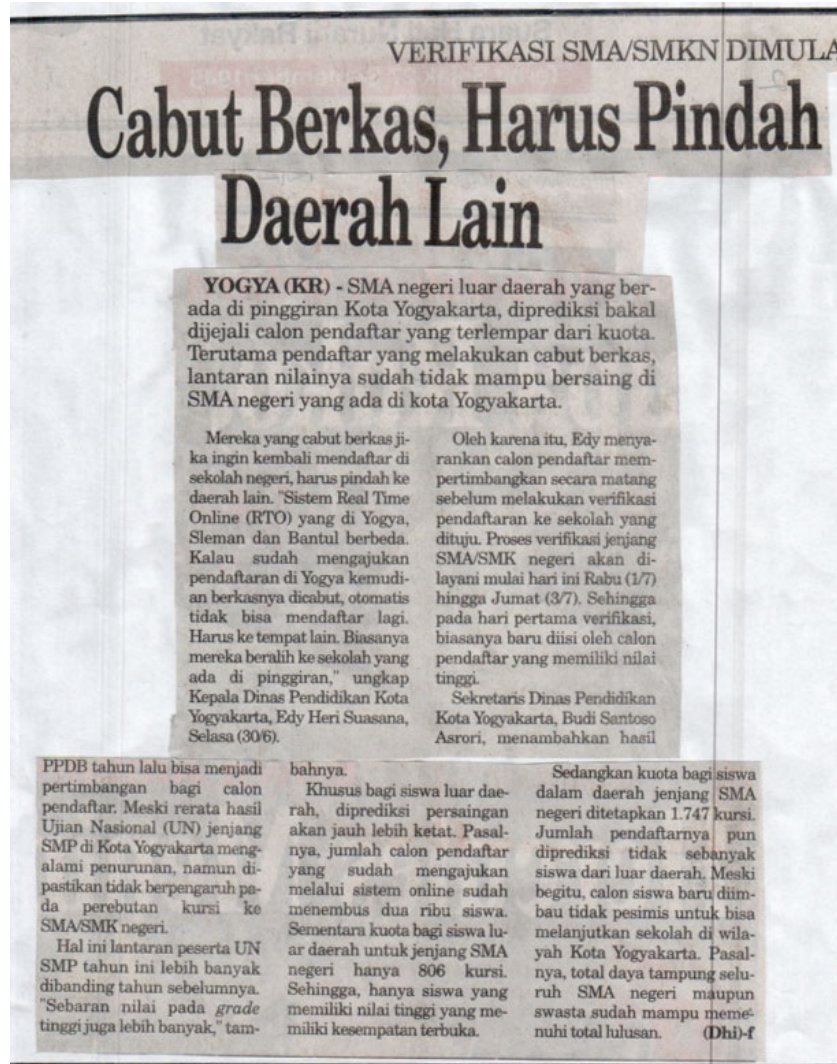 VERIFIKASI SMA/SMKN DIMULA
Cabut Berkas, Harus Pindah
Daerah Lain
YOGYA (KR) - SMA negeri luar daerah yang ber-
ada di pinggiran Kota Yogyakarta, diprediksi bakal
dijejali calon pendaftar yang terlempar dari kuota.
Terutama pendaftar yang melakukan cabut berkas,
lantaran nilainya sudah tidak mampu bersaing di
SMA negeri yang ada di kota Yogyakarta.
Mereka yang cabut berkas ji-
ka ingin kembali mendaftar di
sekolah negeri, harus pindah ke
daerah lain. "Sistem Real Time
Online (RTO) yang di Yogya,
Sleman dan Bantul berbeda.
Kalau sudah mengajukan
pendaftaran di Yogya kemudi-
an berkasnya dicabut, otomatis
tidak bisa mendaftar lagi.
Harus ke tempat lain. Biasanya
mereka beralih ke sekolah yang
ada di pinggiran," ungkap
Kepala Dinas Pendidikan Kota
Yogyakarta, Edy Heri Suasana,
Selasa (30/6).
Oleh karena itu, Edy menya-
rankan calon pendaftar mem-
pertimbangkan secara matang
sebelum melakukan verifikasi
pendaftaran ke sekolah yang
dituju. Proses verifikasi jenjang
SMA/SMK negeri akan di-
layani mulai hari ini Rabu (1/7)
hingga Jumat (3/7). Sehingga
pada hari pertama verifikasi,
biasanya baru diisi oleh calon
pendaftar yang memiliki nilai
tinggi.
Sekretaris Dinas Pendidikan
Kota Yogyakarta, Budi Santoso
Asrori, menambahkan hasil
PPDB tahun lalu bisa menjadi
pertimbangan bagi calon
pendaftar. Meski rerata hasil
Ujian Nasional (UN) jenjang
SMP di Kota Yogyakarta meng-
alami penurunan, namun di-
pastikan tidak berpengaruh pa-
da perebutan kursi ke
SMA/SMK negeri.
Hal ini lantaran peserta UN
SMP tahun ini lebih banyak
dibanding tahun sebelumnya.
"Sebaran nilai pada grade
tinggi juga lebih banyak," tam-
bahnya.
Khusus bagi siswa luar dae-
rah, diprediksi persaingan
akan jauh lebih ketat. Pasal-
nya, jumlah calon pendaftar
yang sudah mengajukan
melalui sistem online sudah
menembus dua ribu siswa.
Sementara kuota bagi siswa lu-
ar daerah untuk jenjang SMA
negeri hanya 806 kursi.
Sehingga, hanya siswa yang
memiliki nilai tinggi yang me-
miliki kesempatan terbuka.
Sedangkan kuota bagi siswa
dalam daerah jenjang SMA
negeri ditetapkan 1.747 kursi.
Jumlah pendaftarnya pun
diprediksi tidak sebanyak
siswa dari luar daerah. Meski
begitu, calon siswa baru diim-
bau tidak pesimis untuk bisa
melanjutkan sekolah di wila-
yah Kota Yogyakarta. Pasal-
nya, total daya tampung selu-
ruh SMA negeri maupun
swasta sudah mampu meme-
nuhi total lulusan. (Dhi)-f